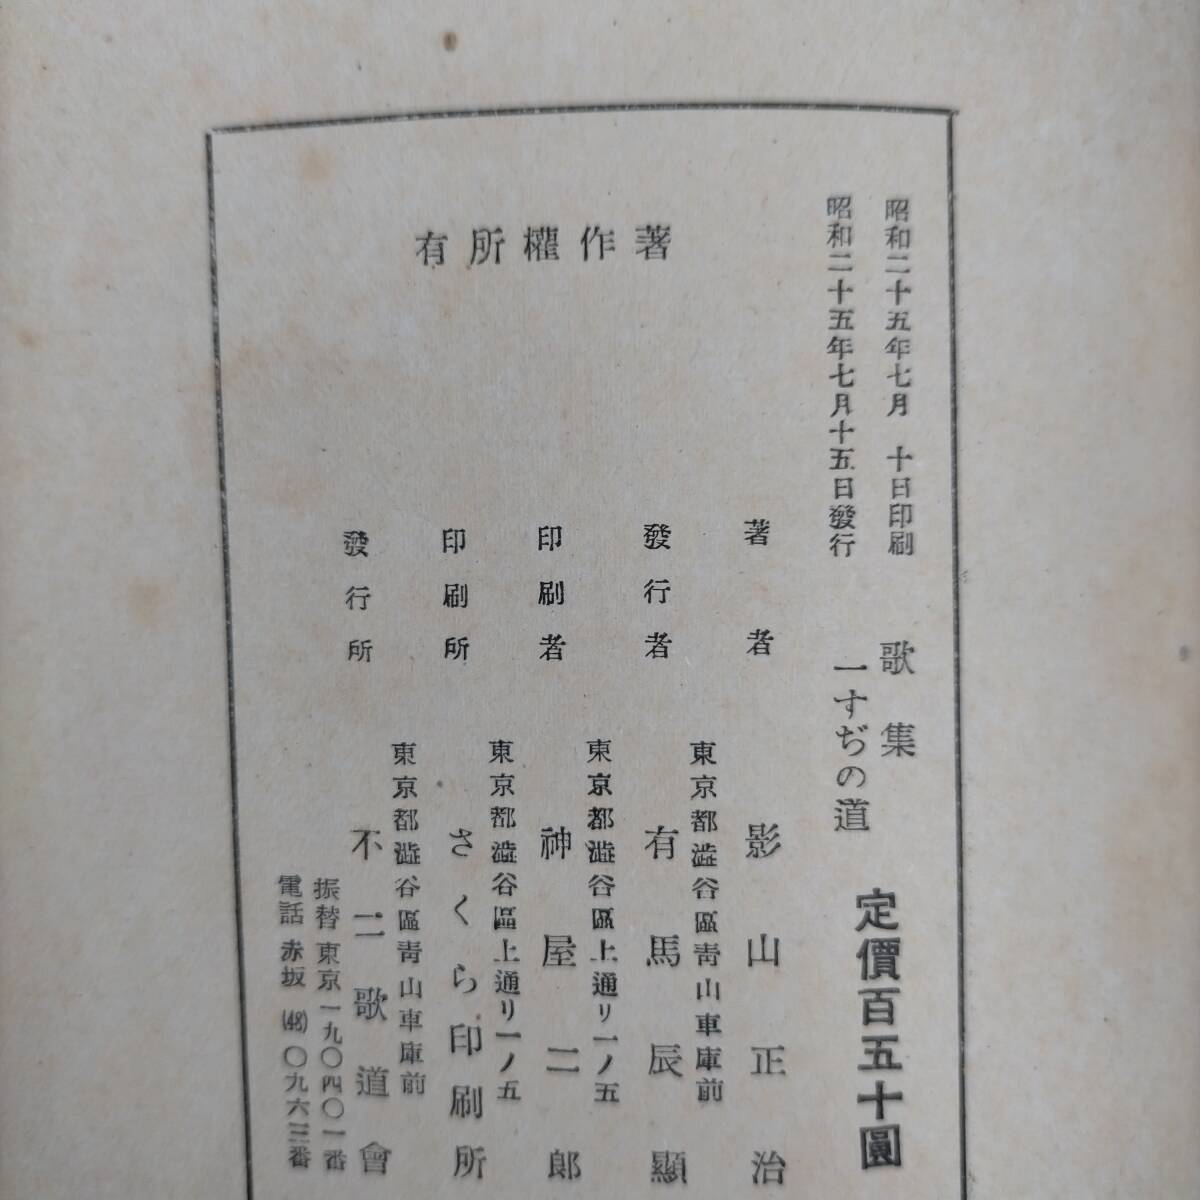 昭和二十五年七月　十日印刷
昭和二十五年七月十五日發行
歌集
一すぢの道
定價百五十圓
著作權所有
著者
影山正治
發行者
東京都澁谷區青山車庫前
有馬辰顯
印刷者
東京都澁谷區上通リ一ノ五
神屋二郎
印刷所
東京都澁谷區上通リ一ノ五
さくら印刷所
發行所
東京都澁谷區青山車庫前
不二歌道會
振替東京一九〇四〇一番
電話赤坂(48)〇九六三番